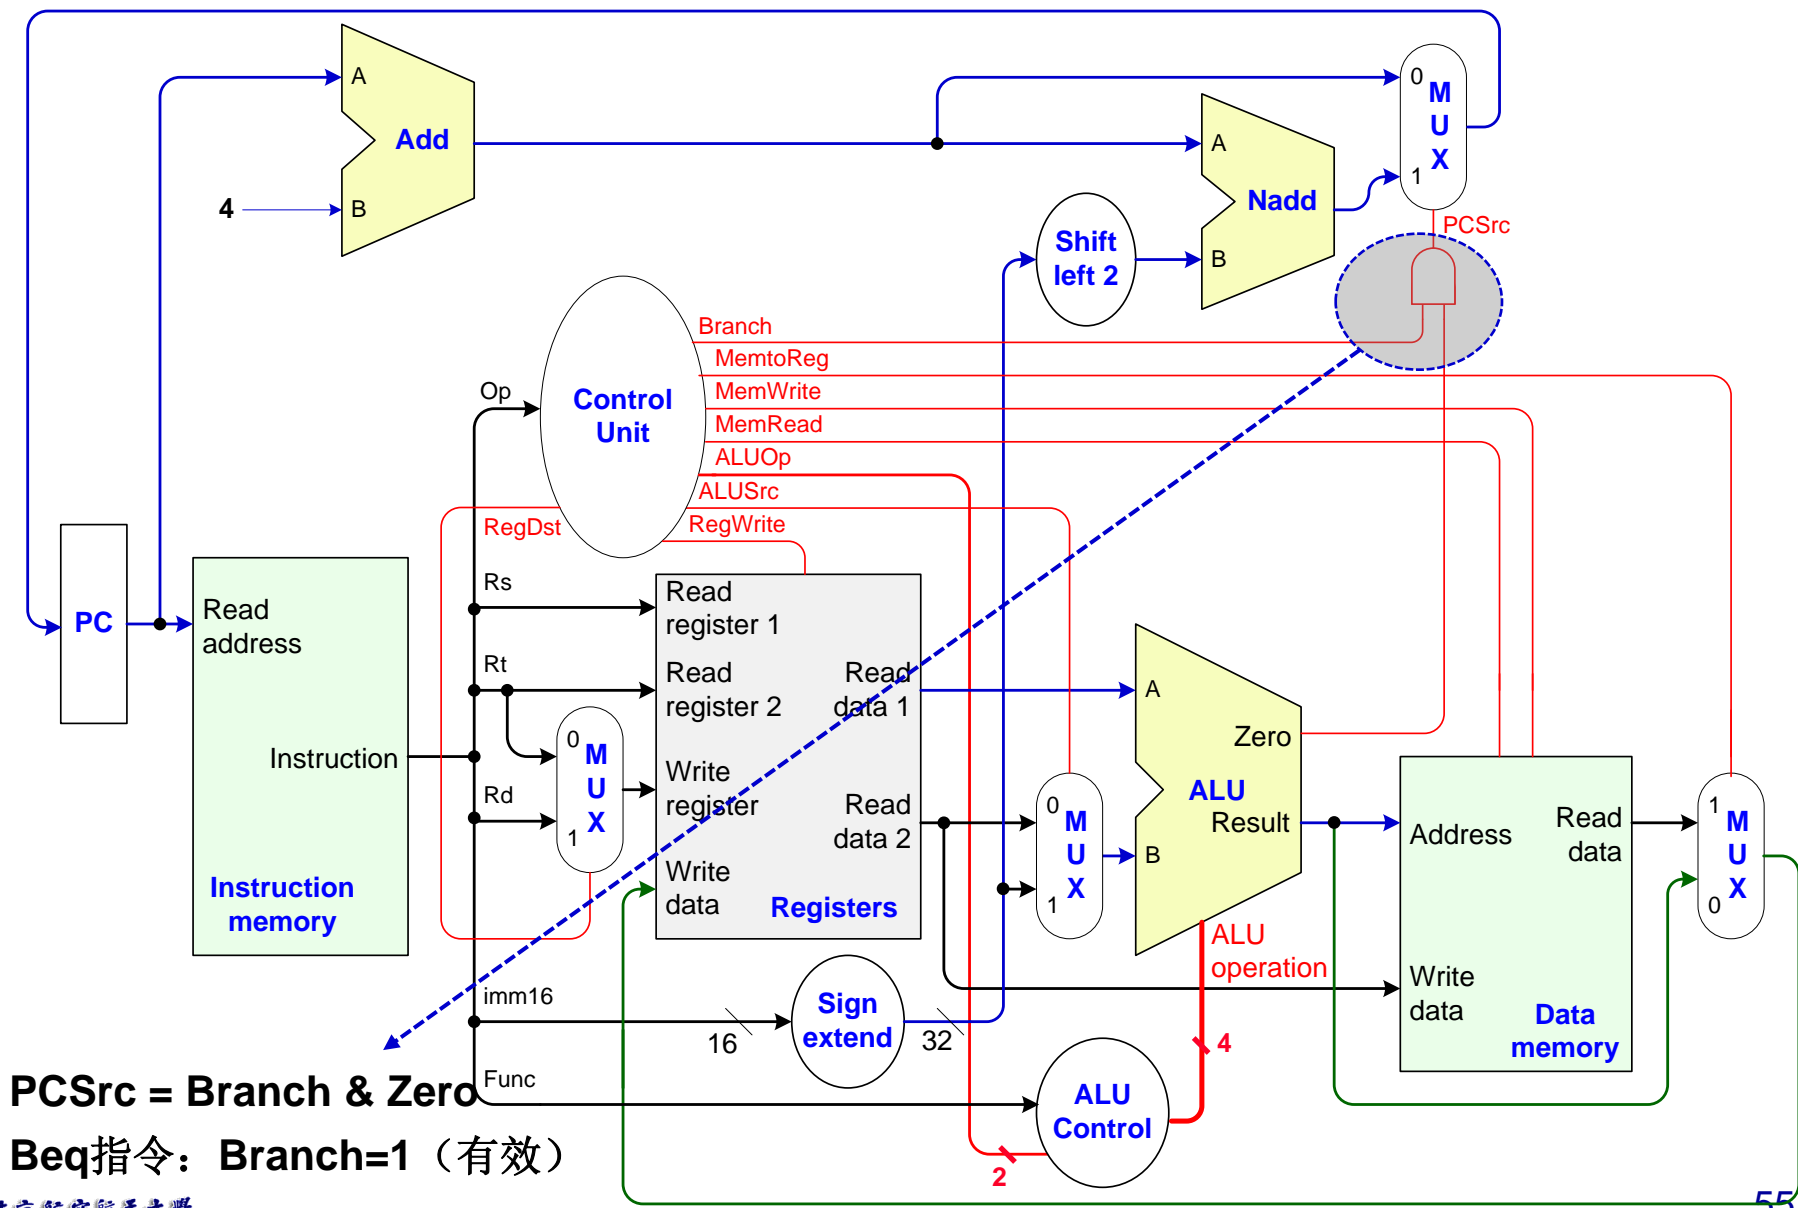 A
Add
4
B
0
M
U
X
1
A
Nadd
B
PCSrc
Shift
left 2
Branch
MemtoReg
MemWrite
MemRead
ALUOp
ALUSrc
RegWrite
RegDst
Op
Control
Unit
PC
Read
address
Instruction
Instruction
memory
Rs
Rt
Rd
0
M
U
X
1
Read
register 1
Read
register 2
Write
register
Write
data
Read
data 1
Read
data 2
Registers
0
M
U
X
1
A
Zero
ALU
Result
B
ALU
operation
Address
Read
data
Write
data
Data
memory
1
M
U
X
0
imm16
16
Sign
extend
32
4
Func
ALU
Control
2
PCSrc = Branch & Zero
Beq指令：Branch=1（有效）
55